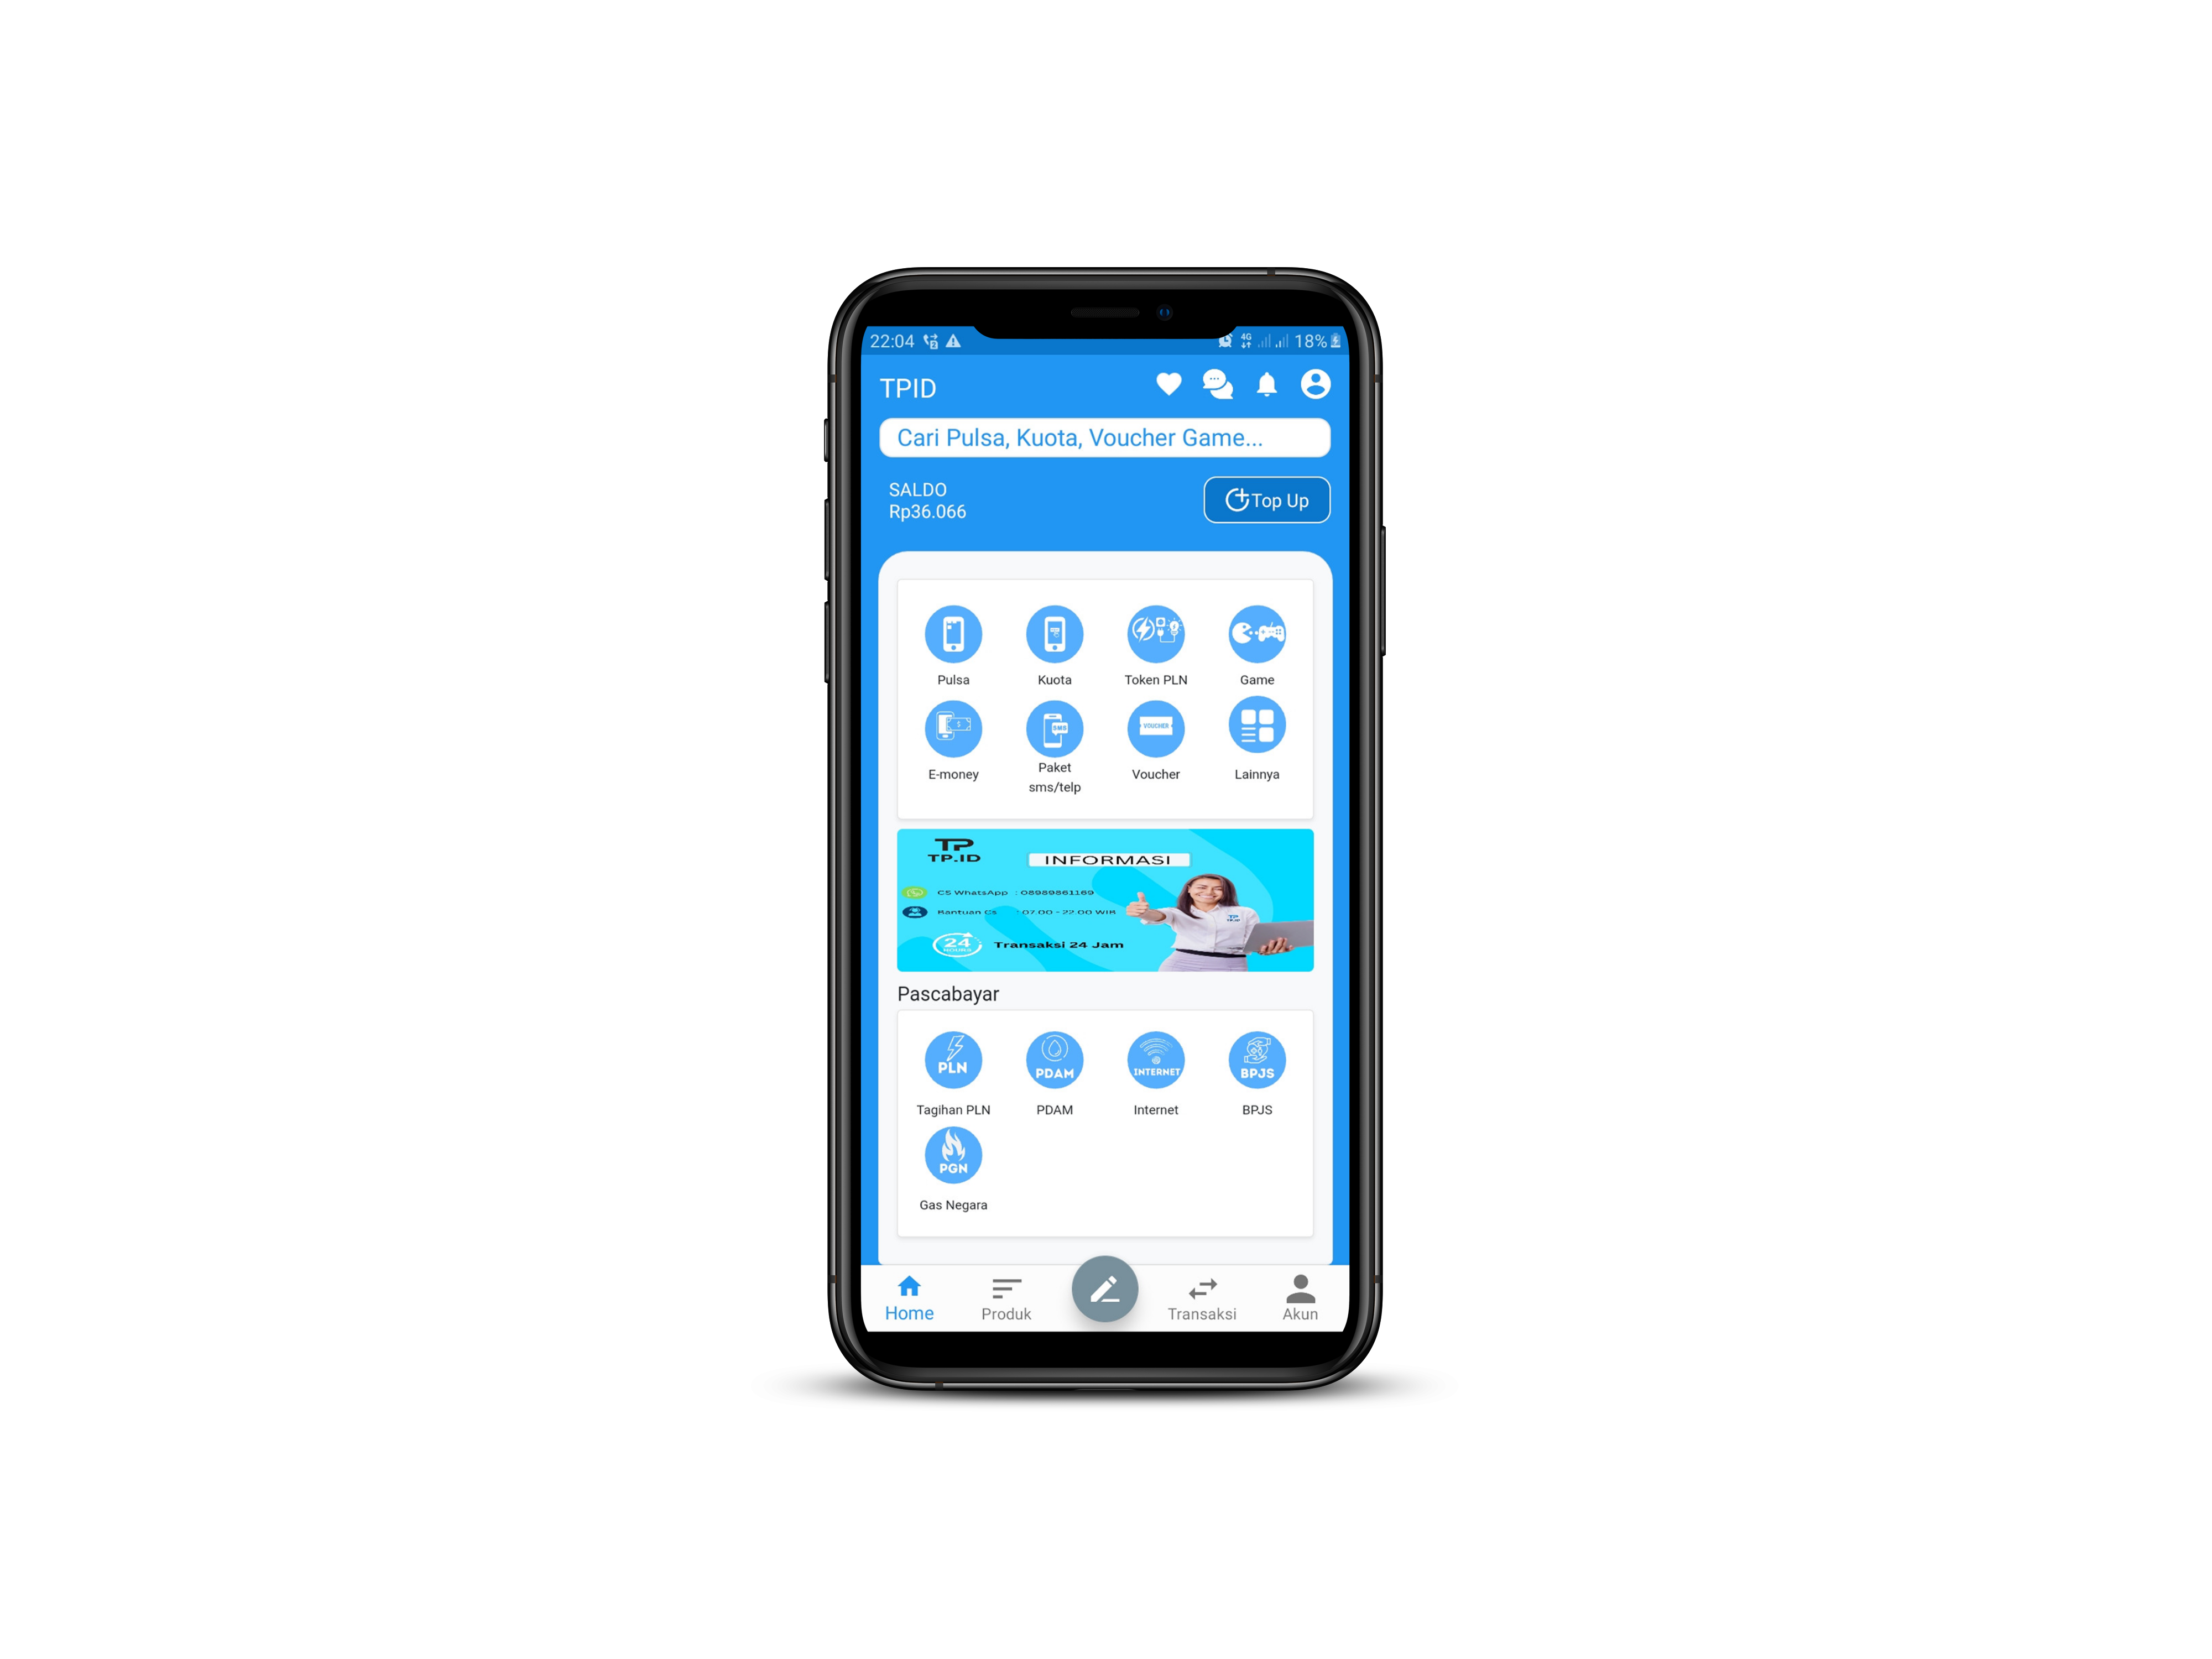 22:04
4G
18%
TPID
Cari Pulsa, Kuota, Voucher Game...
SALDO
Rp36.066
Top Up
Pulsa
Kuota
Token PLN
Game
SMS
VOUCHER
E-money
Paket
sms/telp
Voucher
Lainnya
TP
TP.ID
INFORMASI
CS WhatsApp : 08989861169
Bantuan Cs : 07.00 - 22.00 WIB
24
HOURS
Transaksi 24 Jam
TP
Pascabayar
PLN
PDAM
INTERNET
BPJS
Tagihan PLN
PDAM
Internet
BPJS
PGN
Gas Negara
Home
Produk
Transaksi
Akun